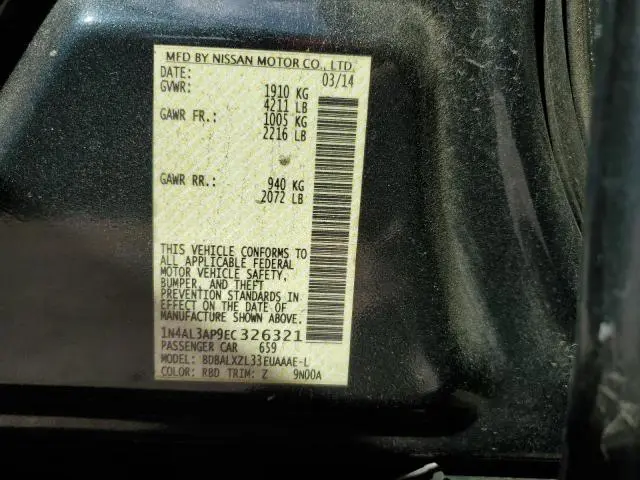 MFD BY NISSAN MOTOR CO., LTD.
DATE: 03/14
GVWR: 1910 KG
4211 LB
GAWR FR: 1005 KG
2216 LB
GAWR RR: 940 KG
2072 LB
THIS VEHICLE CONFORMS TO
ALL APPLICABLE FEDERAL
MOTOR VEHICLE SAFETY,
BUMPER, AND THEFT
PREVENTION STANDARDS IN
EFFECT ON THE DATE OF
MANUFACTURE SHOWN ABOVE.
1N4AL3AP9EC326321
PASSENGER CAR 659
MODEL: BDBALXZL33EUAAAE-L
COLOR: RBD TRIM: Z 9N00A